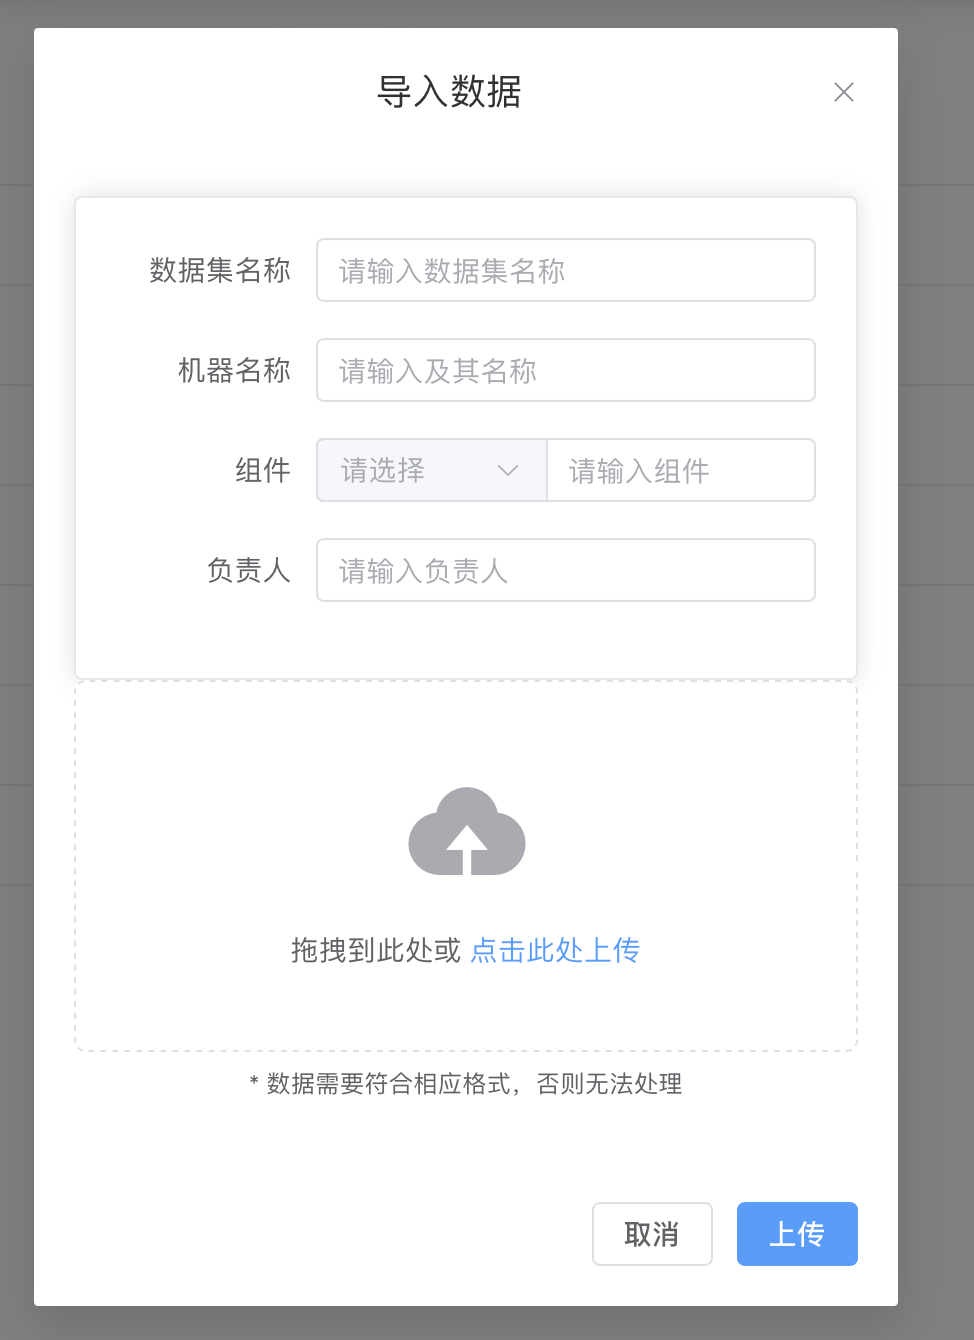 导入数据
数据集名称 请输入数据集名称
机器名称 请输入及其名称
组件 请选择 请输入组件
负责人 请输入负责人
拖拽到此处或 点击此处上传
* 数据需要符合相应格式，否则无法处理
取消 上传